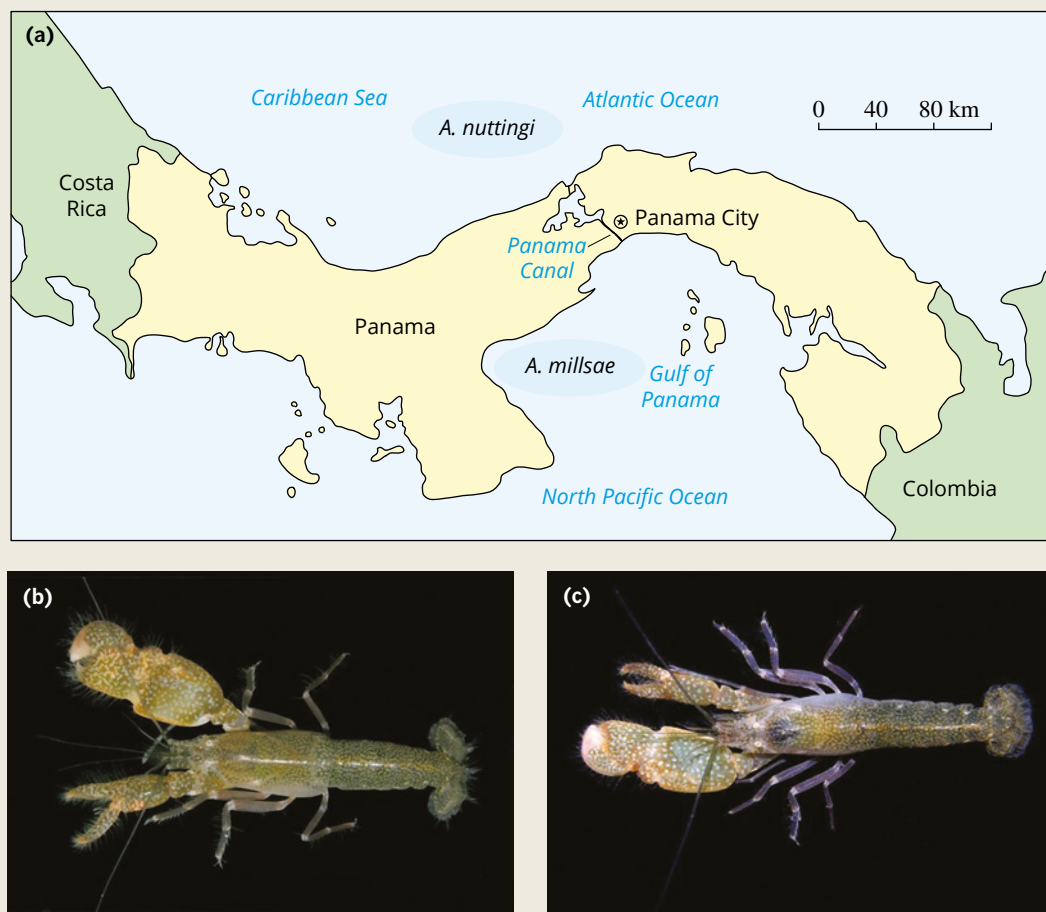 (a)
Caribbean Sea
Atlantic Ocean
A. nuttingi
0 40 80 km
Costa
Rica
Panama City
Panama
Canal
Panama
A. millsae
Gulf of
Panama
North Pacific Ocean
Colombia
(b)
(c)